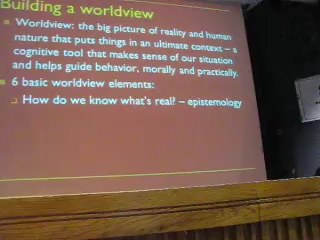 Building a worldview
Worldview: the big picture of reality and human
nature that puts things in an ultimate context – a
cognitive tool that makes sense of our situation
and helps guide behavior, morally and practically.
6 basic worldview elements:
How do we know what's real? – epistemology